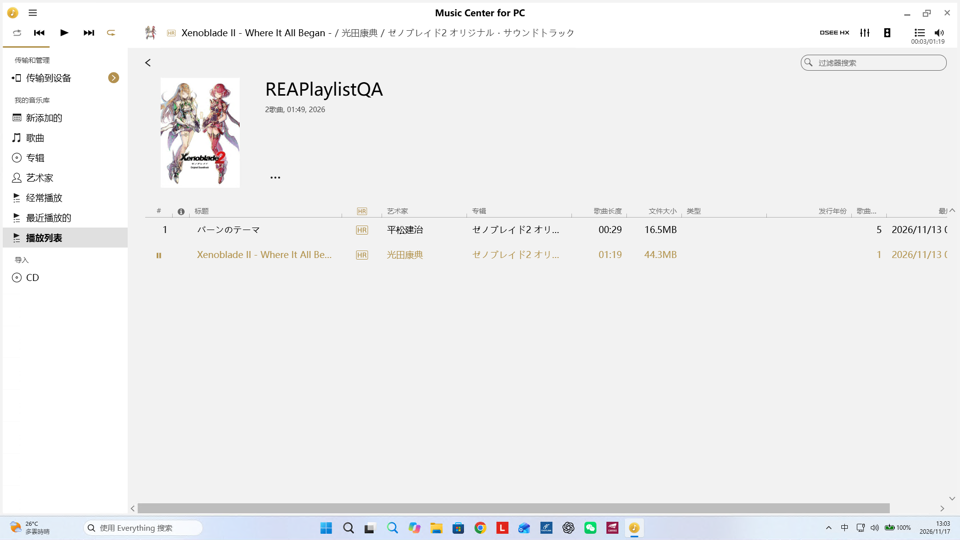 Music Center for PC
HR Xenoblade II - Where It All Began - / 光田康典 / ゼノブレイド2 オリジナル・サウンドトラック
DSEE HX
00:03/01:19
传输和管理
传输到设备
我的音乐库
新添加的
歌曲
专辑
艺术家
经常播放
最近播放的
播放列表
导入
CD
过滤器搜索
Xenoblade 2
REAPlaylistQA
2歌曲, 01:49, 2026
...
# 标题 HR 艺术家 专辑 歌曲长度 文件大小 类型 发行年份 歌曲... 最
1 バーンのテーマ HR 平松建治 ゼノブレイド2 オリ... 00:29 16.5MB 5 2026/11/13
Xenoblade II - Where It All Be... HR 光田康典 ゼノブレイド2 オリ... 01:19 44.3MB 1 2026/11/13
26°C
多雲時晴
使用 Everything 搜索
中
100%
13:03
2026/11/17